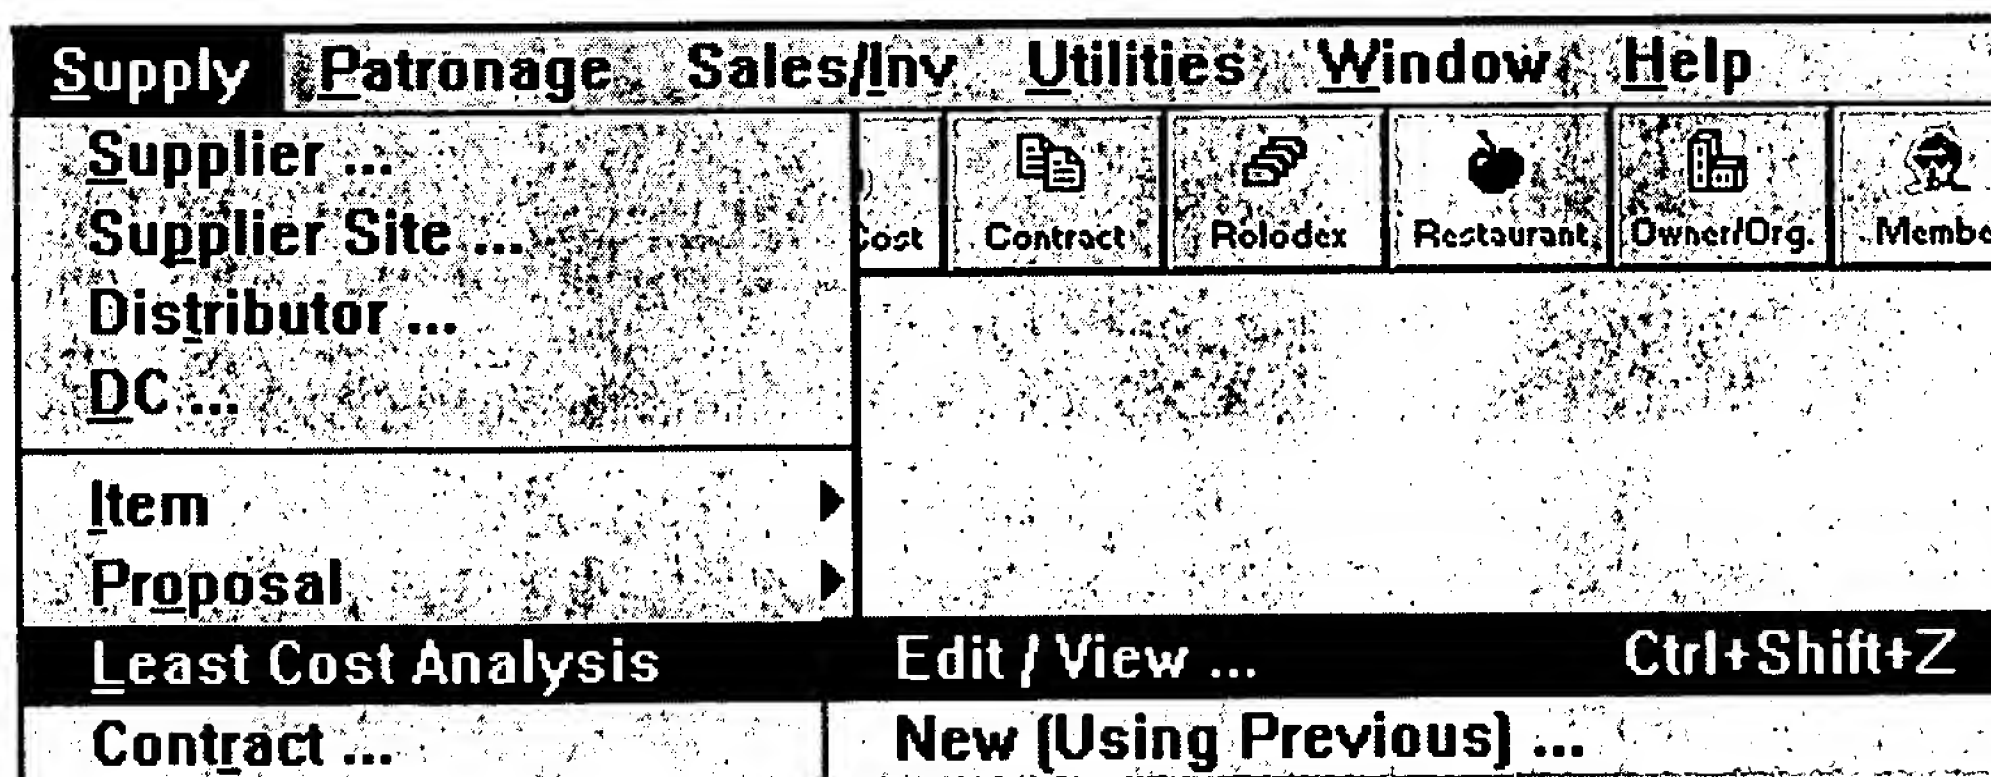 Supply Patronage Sales/Inv Utilities Window Help
Supplier ...
Supplier Site ...
Distributor ...
DC ...
Item
Proposal
Least Cost Analysis
Contract ...
Cost Contract Rolodex Restaurant Owner/Org.
Edit / View ... Ctrl+Shift+Z
New (Using Previous) ...